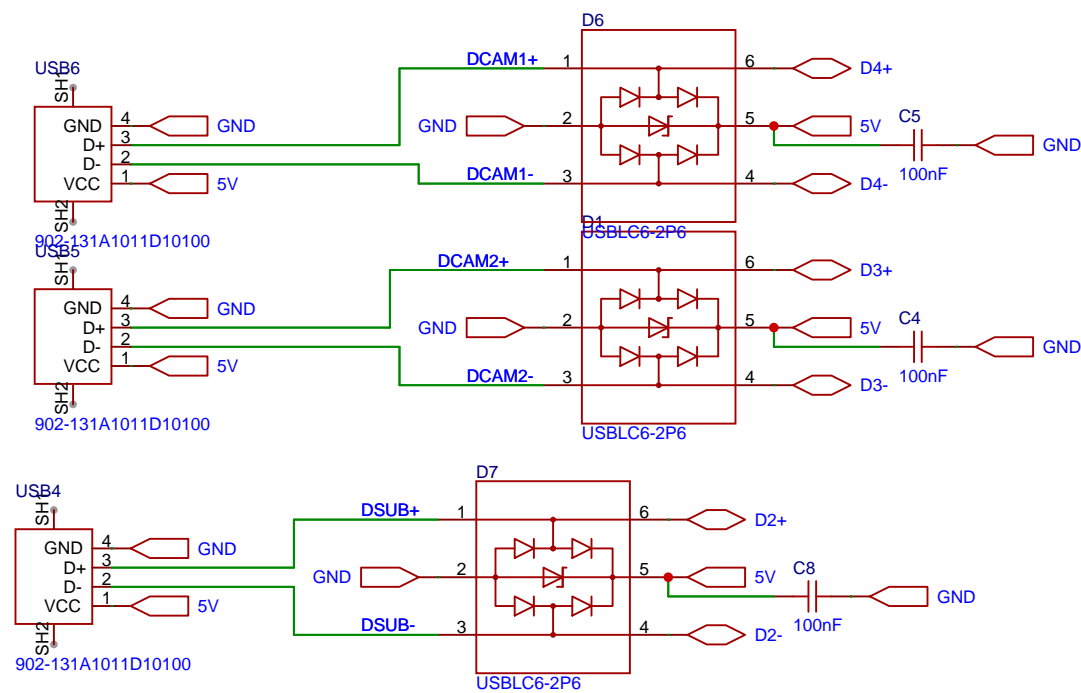 D6
USB6
SH1
DCAM1+
1
6
D4+
GND
4
GND
D+
3
GND
2
5
5V
C5
GND
D-
2
VCC
1
5V
DCAM1-
3
4
D4-
100nF
SH2
902-131A1011D10100
USBLC6-2P6
D1
USB5
SH1
DCAM2+
1
6
D3+
GND
4
GND
D+
3
GND
2
5
5V
C4
GND
D-
2
VCC
1
5V
DCAM2-
3
4
D3-
100nF
SH2
902-131A1011D10100
USBLC6-2P6
D7
USB4
SH1
DSUB+
1
6
D2+
GND
4
GND
D+
3
GND
2
5
5V
C8
GND
D-
2
VCC
1
5V
DSUB-
3
4
D2-
100nF
SH2
902-131A1011D10100
USBLC6-2P6